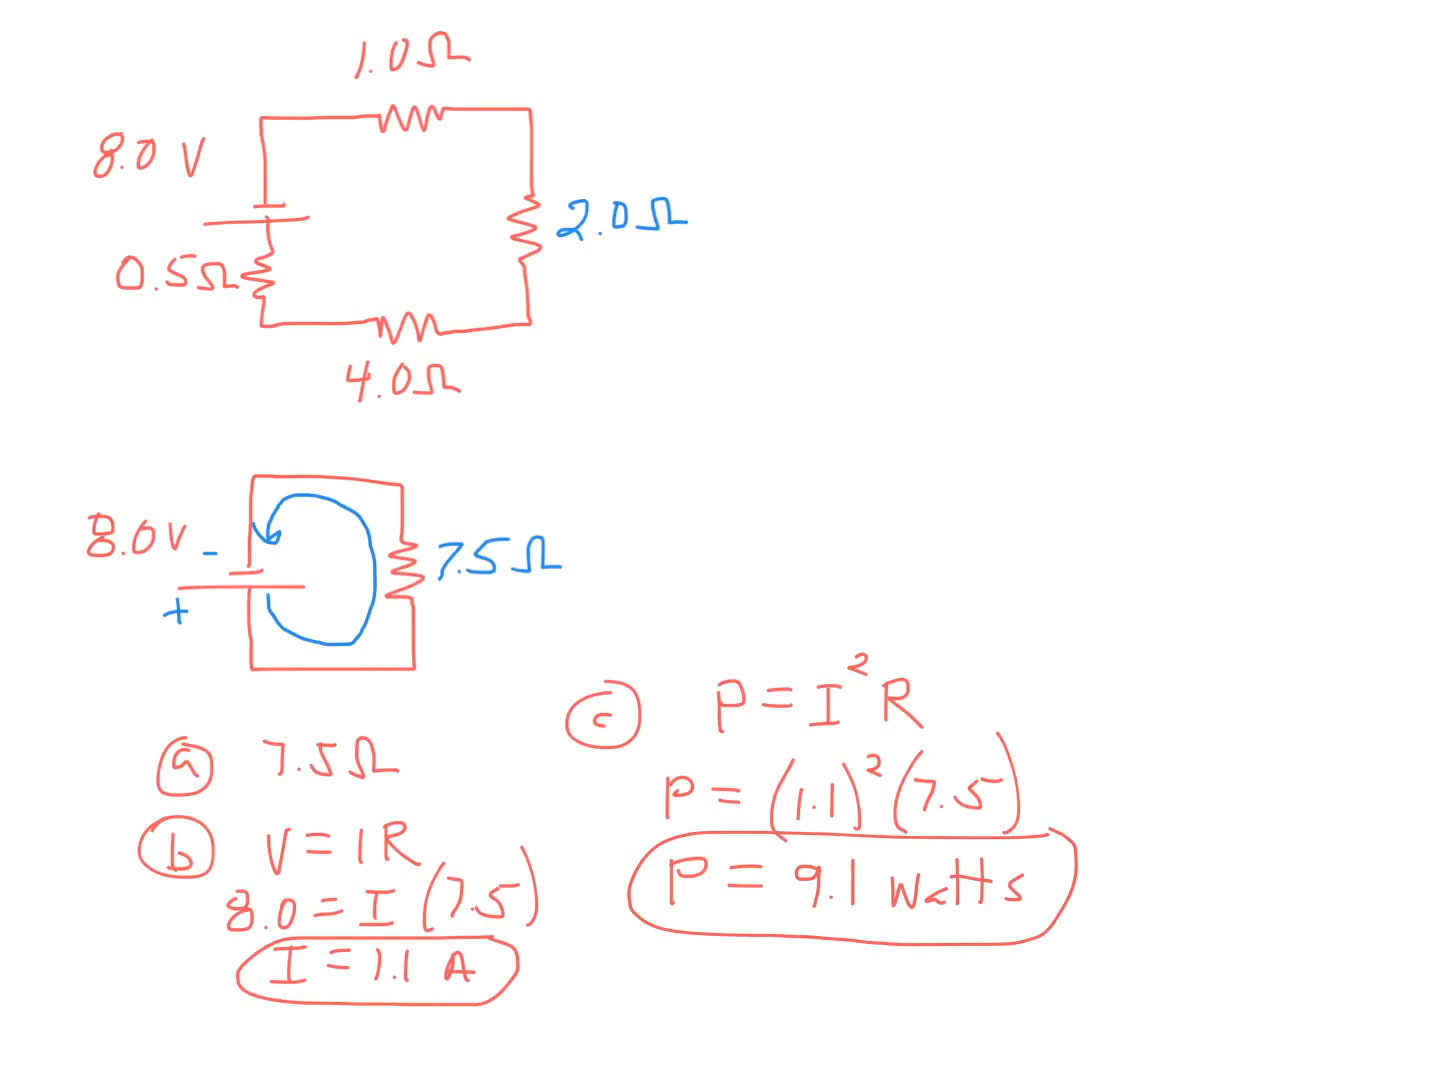 1.0Ω
8.0 V
2.0Ω
0.5Ω
4.0Ω
8.0V -
+
7.5Ω
a 7.5Ω
b V = IR
8.0 = I (7.5)
I = 1.1 A
c P = I² R
P = (1.1)² (7.5)
P = 9.1 watts